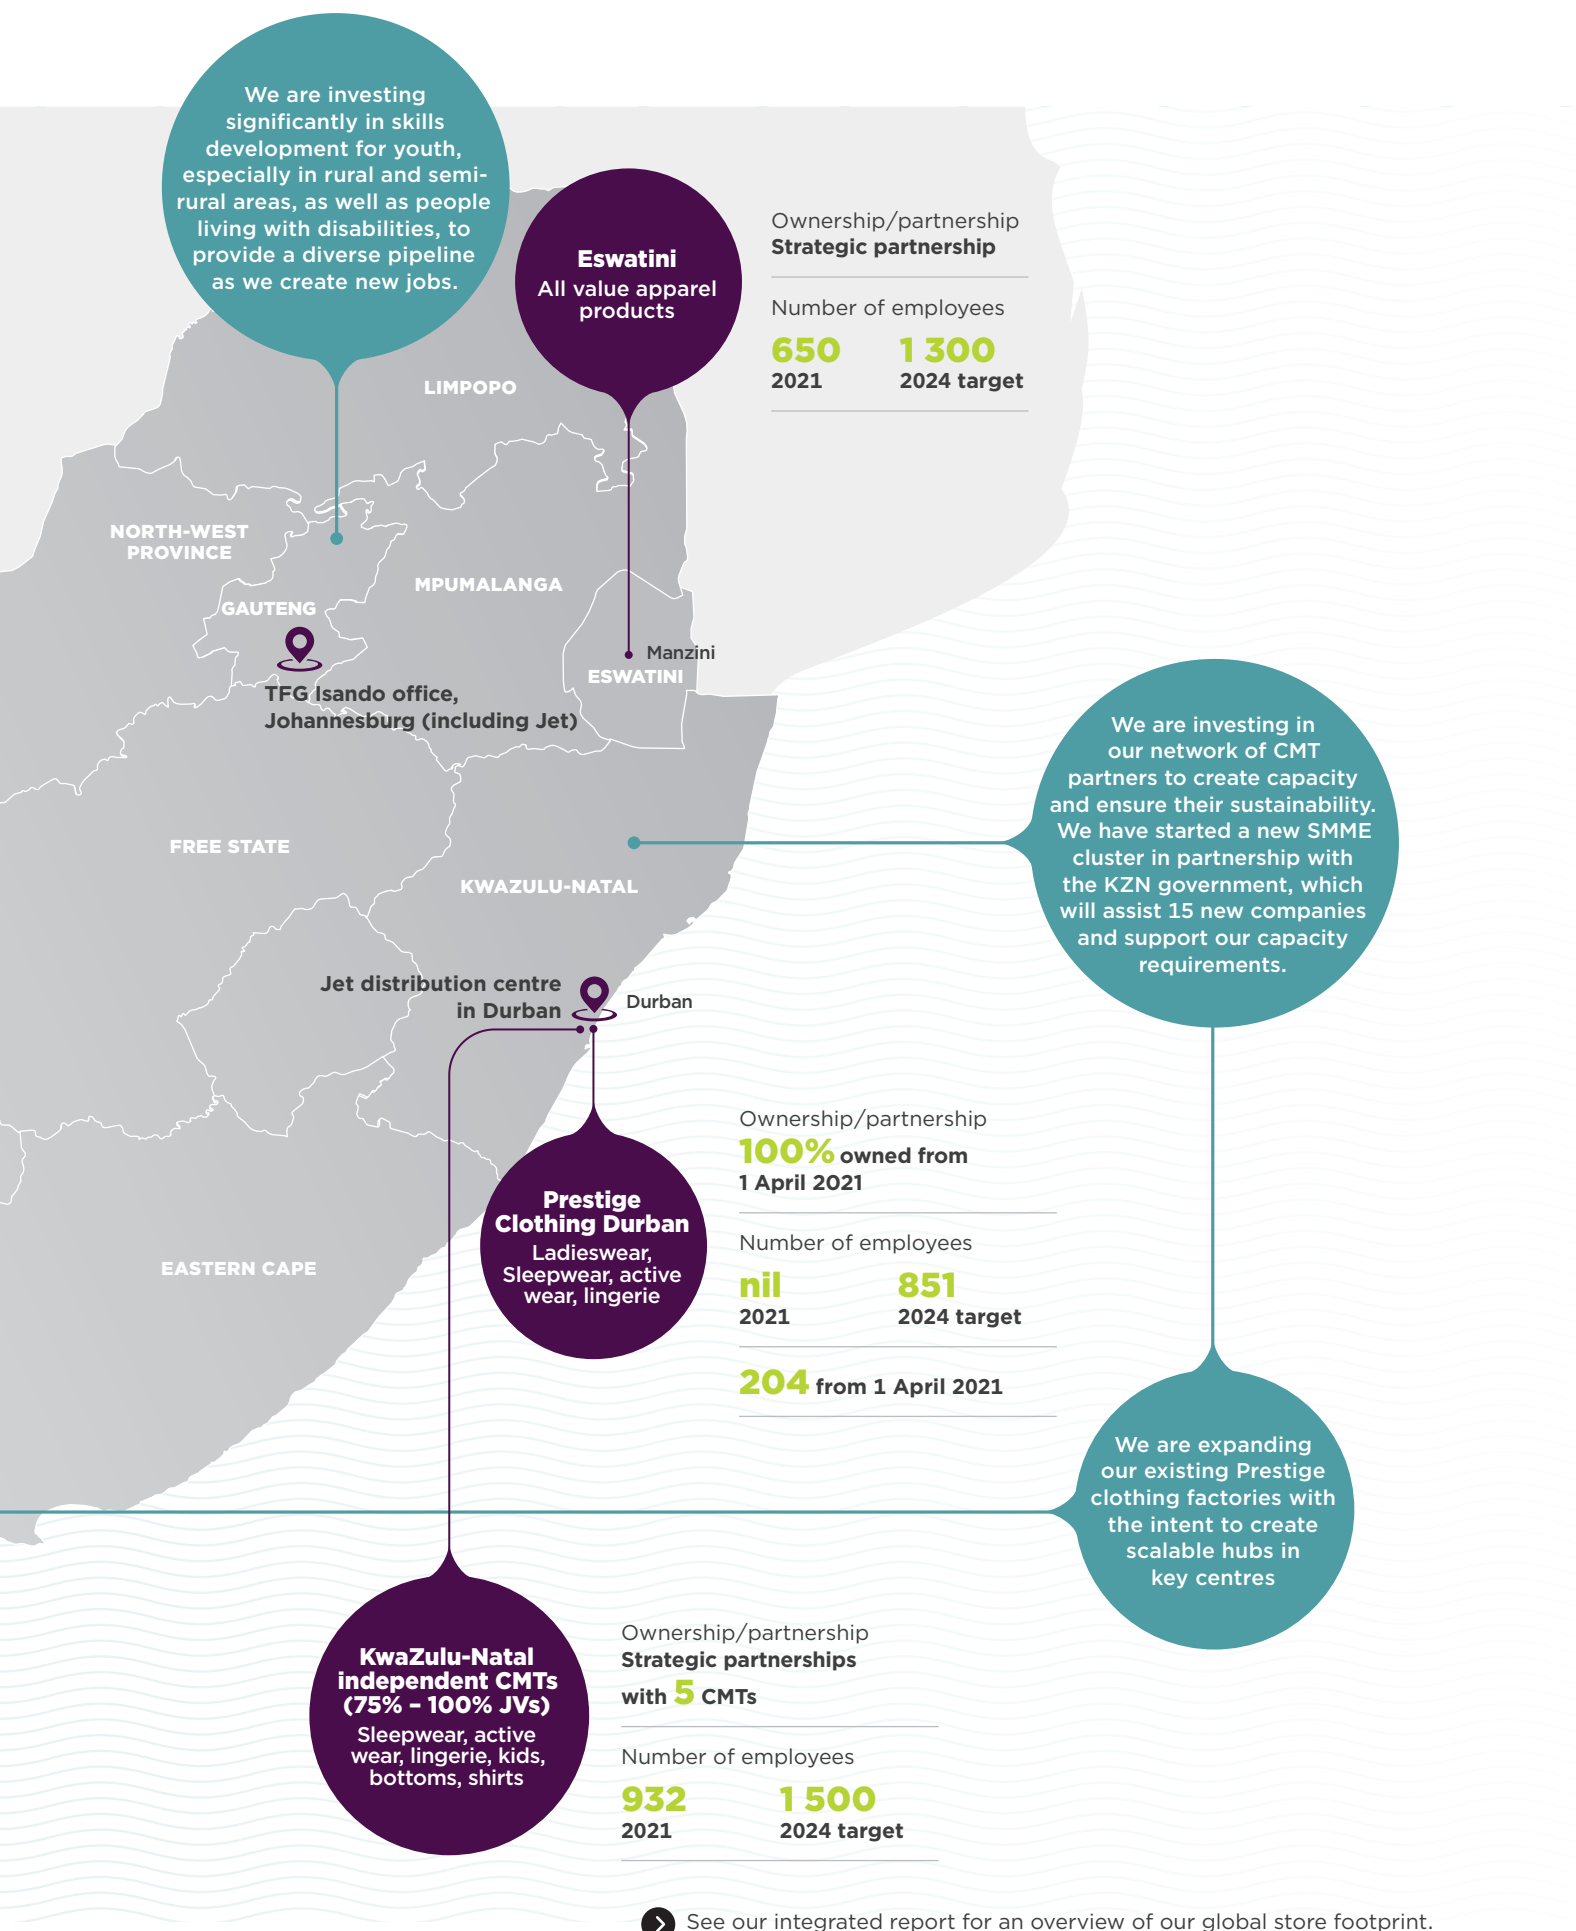 We are investing
significantly in skills
development for youth,
especially in rural and semi-
rural areas, as well as people
living with disabilities, to
provide a diverse pipeline
as we create new jobs.
Eswatini
All value apparel
products
Ownership/partnership
Strategic partnership
Number of employees
650 1 300
2021 2024 target
LIMPOPO
NORTH-WEST
PROVINCE
MPUMALANGA
GAUTENG
Manzini
ESWATINI
TFG Isando office,
Johannesburg (including Jet)
We are investing in
our network of CMT
partners to create capacity
and ensure their sustainability.
We have started a new SMME
cluster in partnership with
the KZN government, which
will assist 15 new companies
and support our capacity
requirements.
FREE STATE
KWAZULU-NATAL
Jet distribution centre
in Durban
Durban
Ownership/partnership
100% owned from
1 April 2021
Number of employees
nil 851
2021 2024 target
204 from 1 April 2021
Prestige
Clothing Durban
Ladieswear,
Sleepwear, active
wear, lingerie
EASTERN CAPE
We are expanding
our existing Prestige
clothing factories with
the intent to create
scalable hubs in
key centres
KwaZulu-Natal
independent CMTs
(75% – 100% JVs)
Sleepwear, active
wear, lingerie, kids,
bottoms, shirts
Ownership/partnership
Strategic partnerships
with 5 CMTs
Number of employees
932 1 500
2021 2024 target
See our integrated report for an overview of our global store footprint.